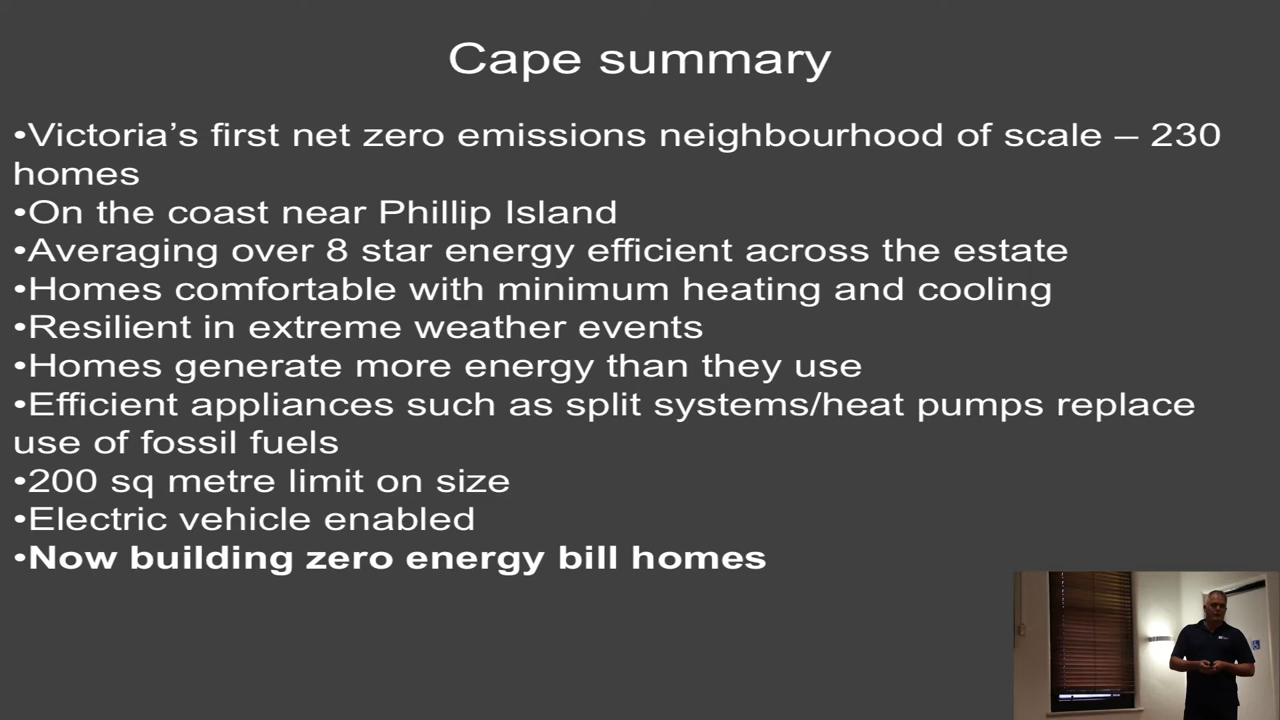 Cape summary
•Victoria's first net zero emissions neighbourhood of scale – 230
homes
•On the coast near Phillip Island
•Averaging over 8 star energy efficient across the estate
•Homes comfortable with minimum heating and cooling
•Resilient in extreme weather events
•Homes generate more energy than they use
•Efficient appliances such as split systems/heat pumps replace
use of fossil fuels
•200 sq metre limit on size
•Electric vehicle enabled
•Now building zero energy bill homes